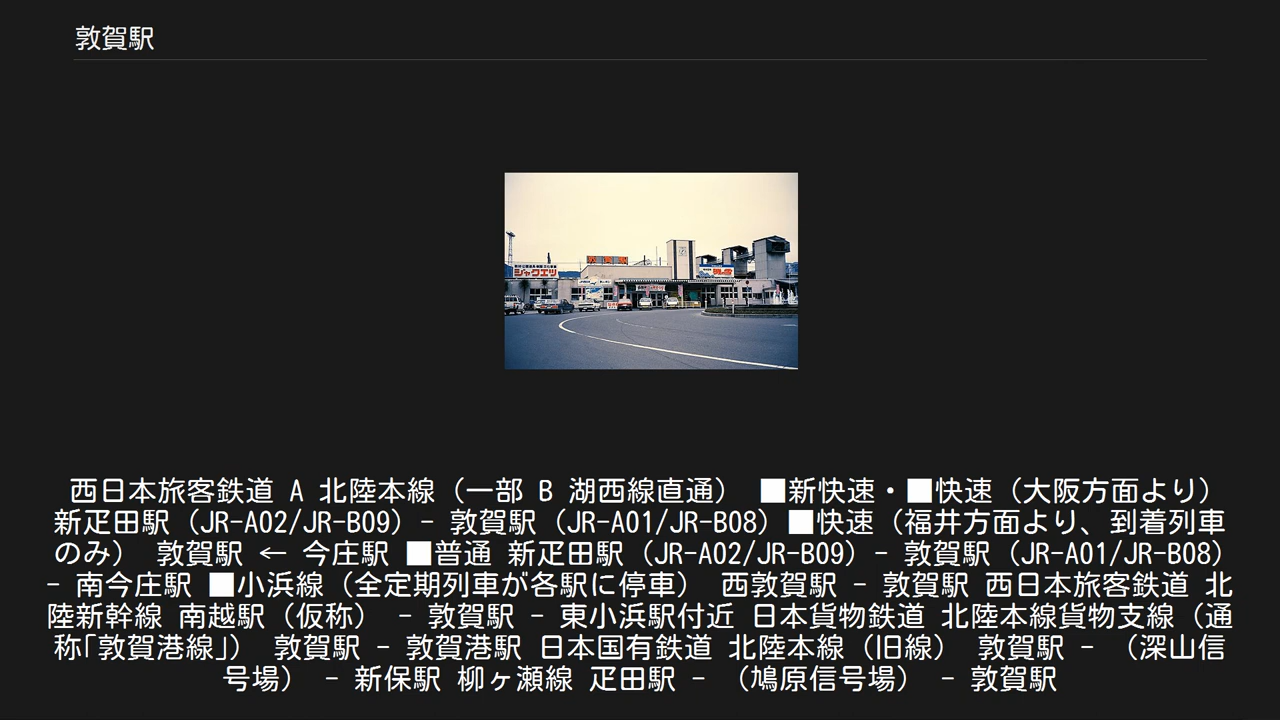 敦賀駅
シャクエツ
西日本旅客鉄道 A 北陸本線（一部 B 湖西線直通） ■新快速・■快速（大阪方面より）
新疋田駅（JR-A02/JR-B09）- 敦賀駅（JR-A01/JR-B08）■快速（福井方面より、到着列車
のみ） 敦賀駅 ← 今庄駅 ■普通 新疋田駅（JR-A02/JR-B09）- 敦賀駅（JR-A01/JR-B08）
- 南今庄駅 ■小浜線（全定期列車が各駅に停車） 西敦賀駅 - 敦賀駅 西日本旅客鉄道 北
陸新幹線 南越駅（仮称） - 敦賀駅 - 東小浜駅付近 日本貨物鉄道 北陸本線貨物支線（通
称｢敦賀港線｣） 敦賀駅 - 敦賀港駅 日本国有鉄道 北陸本線（旧線） 敦賀駅 - （深山信
号場） - 新保駅 柳ヶ瀬線 疋田駅 - （鳩原信号場） - 敦賀駅